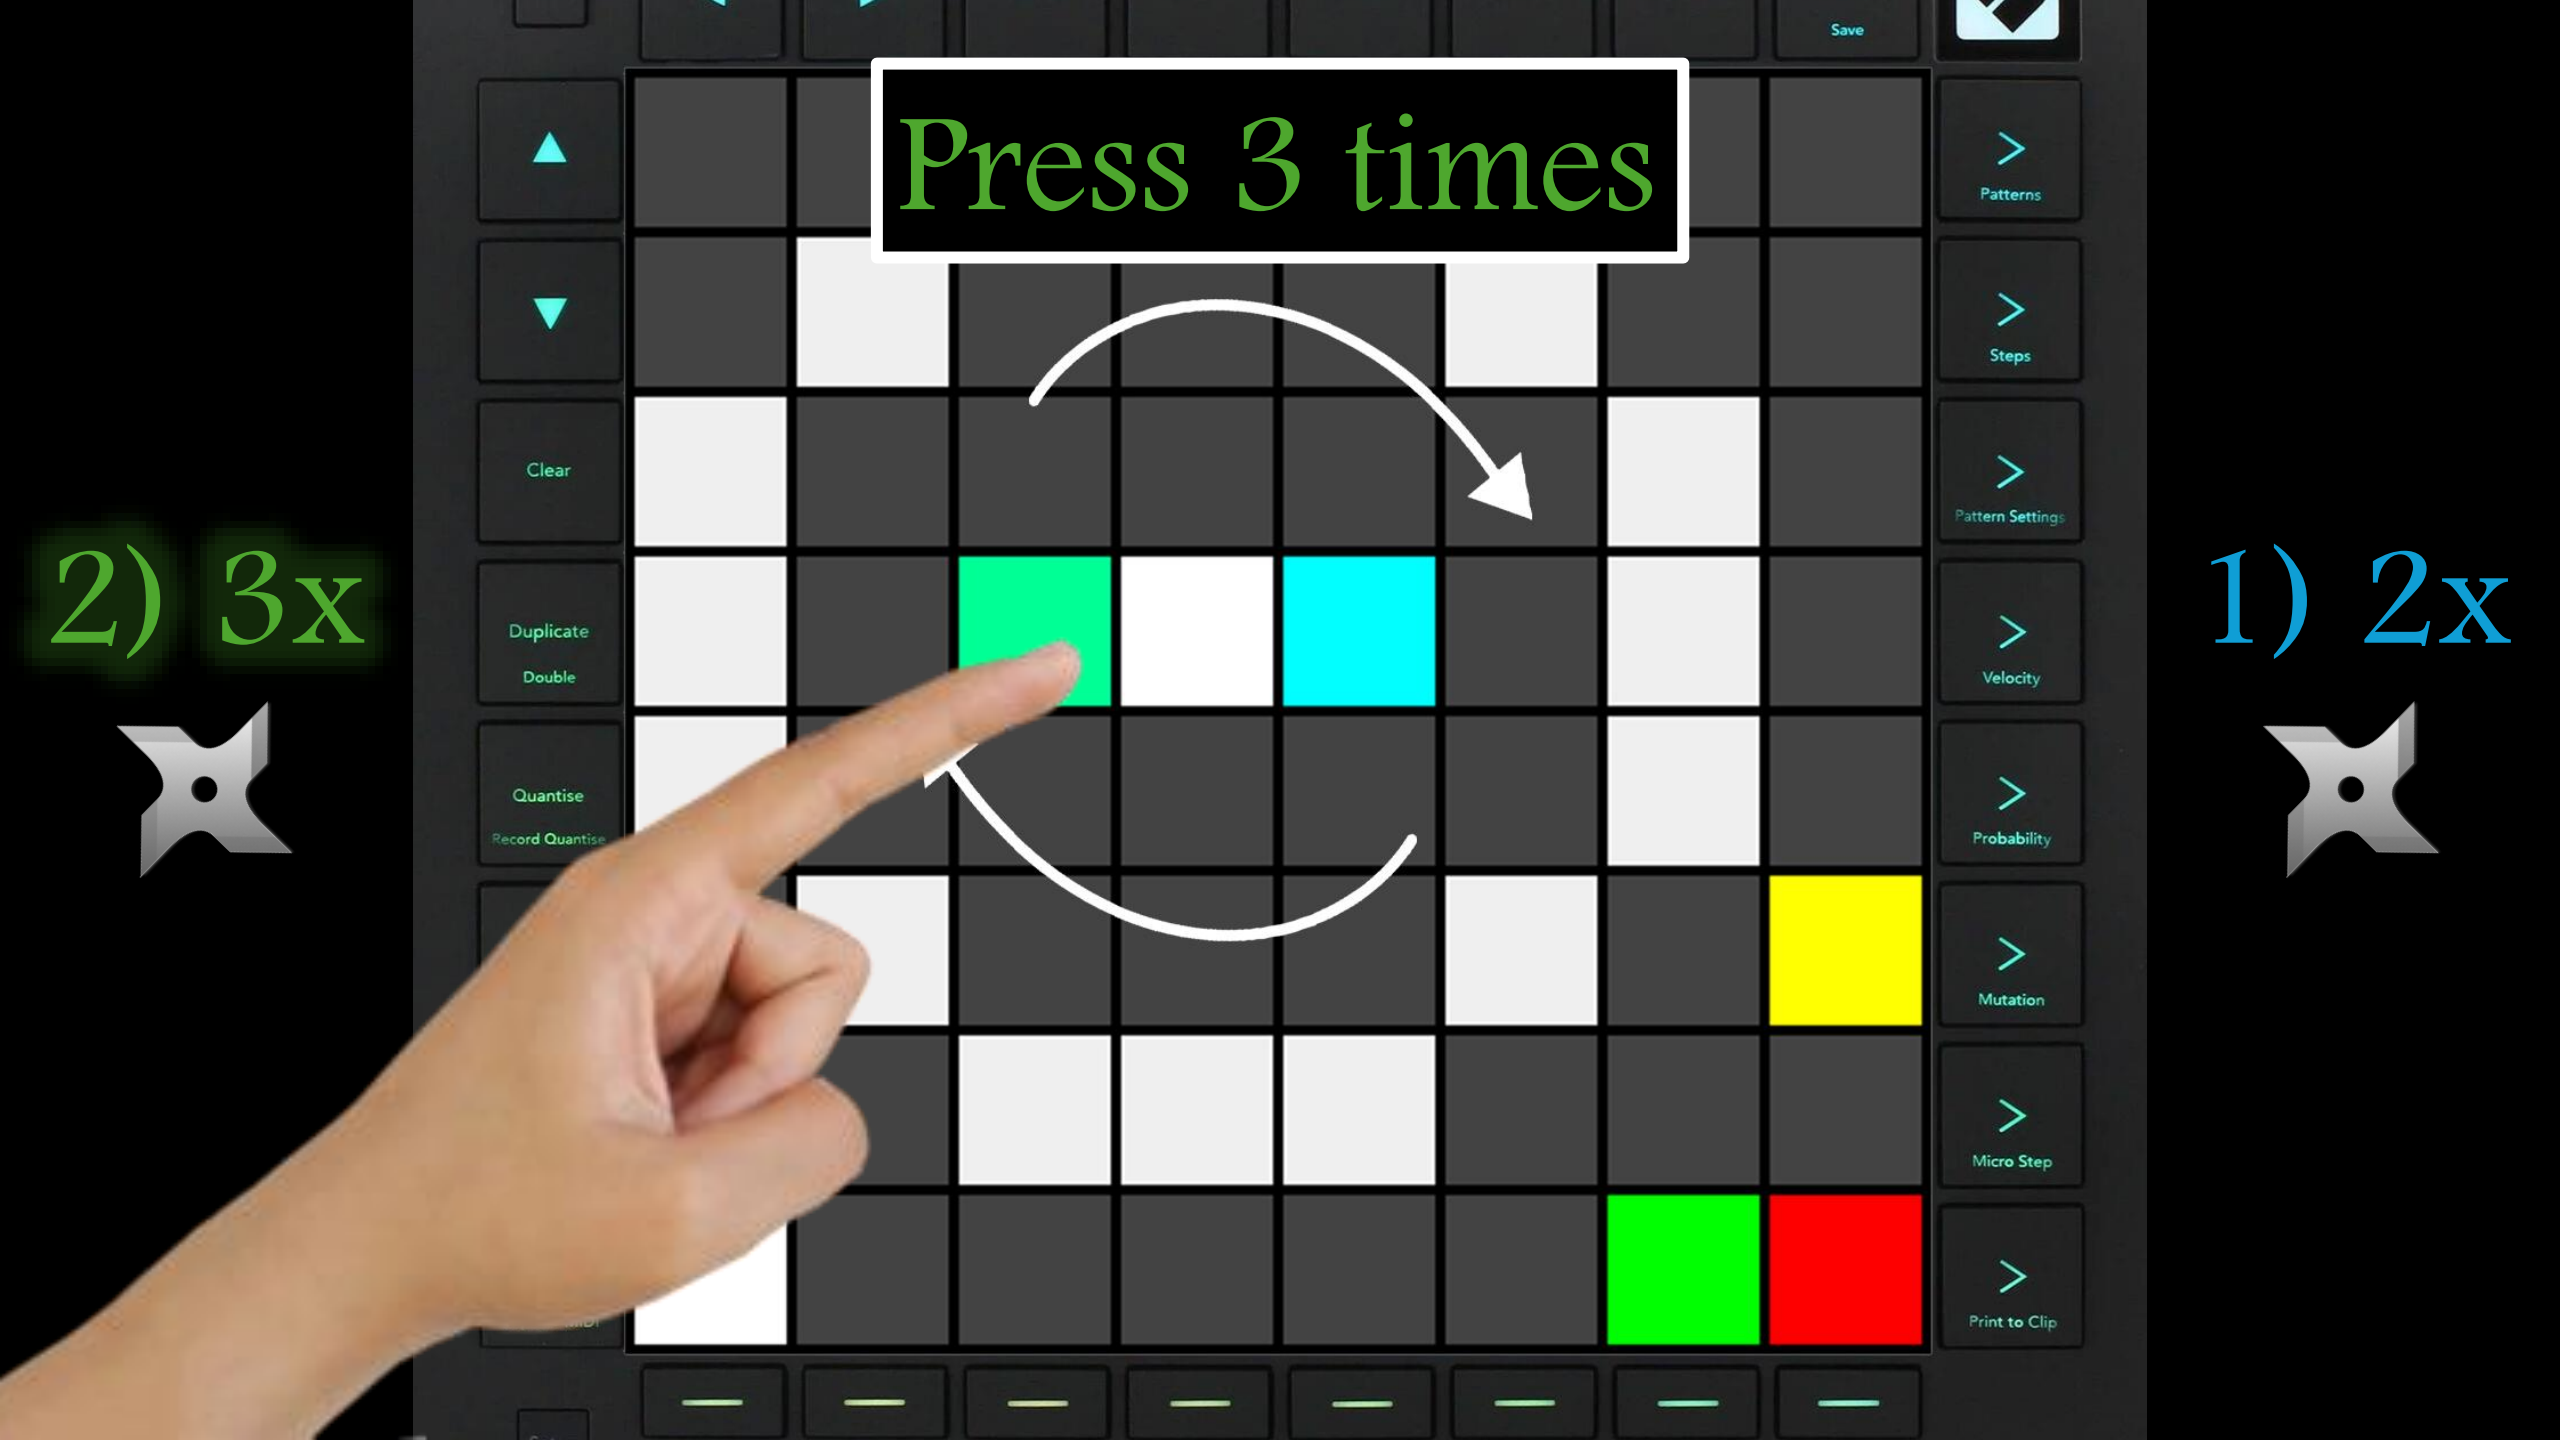 Save
Press 3 times
Patterns
Steps
Clear
Pattern Settings
2) 3x
1) 2x
Duplicate
Double
Velocity
Quantise
Record Quantise
Probability
Mutation
Micro Step
Print to Clip